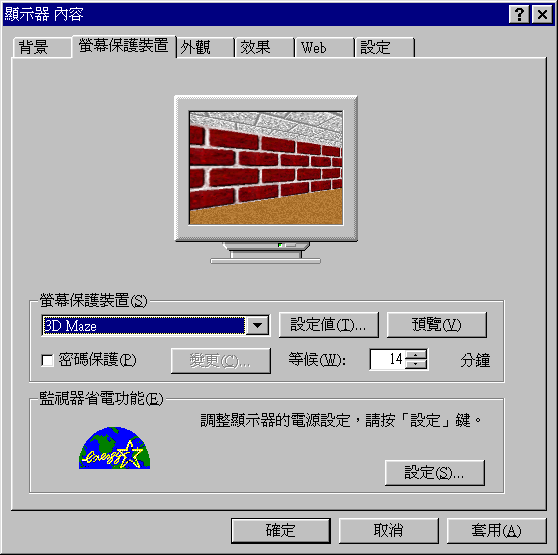 顯示器 內容
背景 螢幕保護裝置 外觀 效果 Web 設定
螢幕保護裝置(S)
3D Maze 設定值(T)... 預覽(V)
密碼保護(P) 變更(C)... 等候(W): 14 分鐘
監視器省電功能(E)
調整顯示器的電源設定，請按「設定」鍵。
energy
設定(S)...
確定 取消 套用(A)